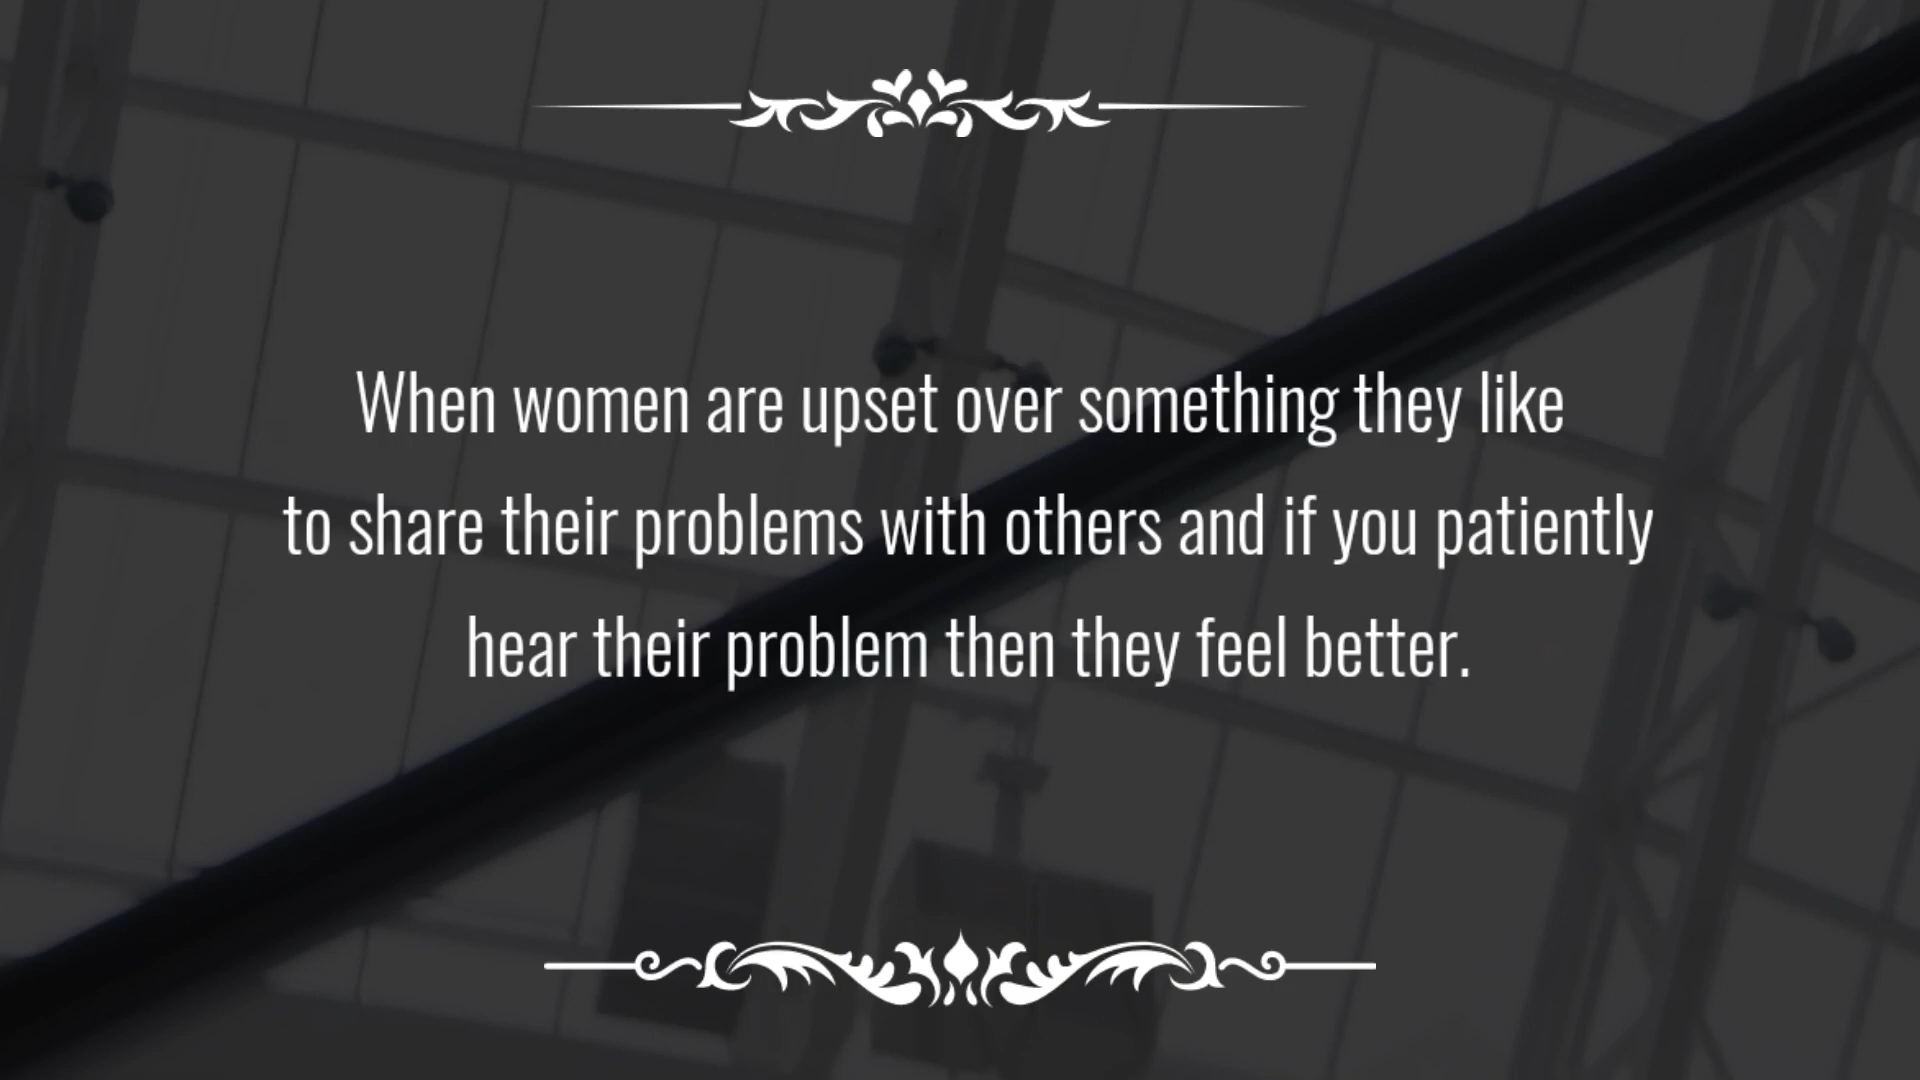 When women are upset over something they like
to share their problems with others and if you patiently
hear their problem then they feel better.